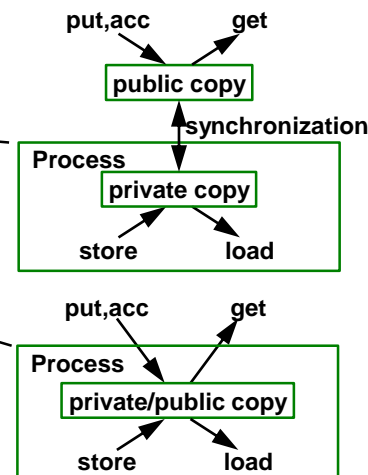 put,acc get
public copy
synchronization
Process
private copy
store load
put,acc get
Process
private/public copy
store load